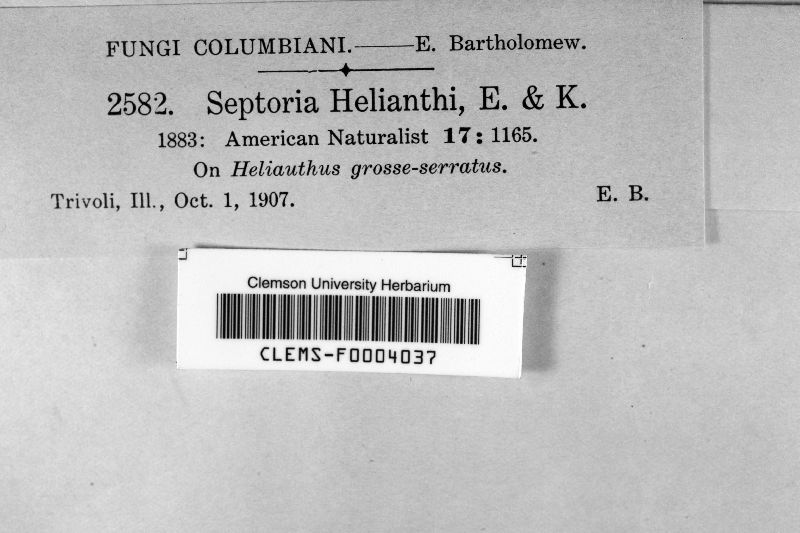 FUNGI COLUMBIANI.——E. Bartholomew.
2582. Septoria Helianthi, E. & K.
1883: American Naturalist 17: 1165.
On Heliauthus grosse-serratus.
Trivoli, Ill., Oct. 1, 1907. E. B.
Clemson University Herbarium
CLEMS-F0004037